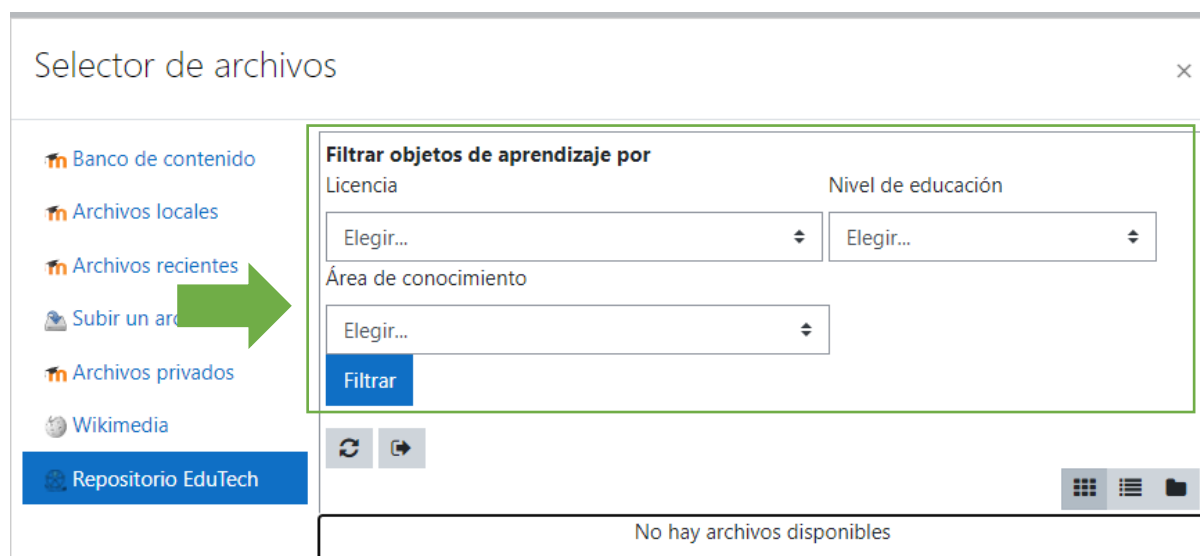 Selector de archivos
Banco de contenido
Archivos locales
Archivos recientes
Subir un
Archivos privados
Wikimedia
Repositorio EduTech
Filtrar objetos de aprendizaje por
Licencia
Nivel de educación
Elegir...
Elegir...
Área de conocimiento
Elegir...
Filtrar
No hay archivos disponibles